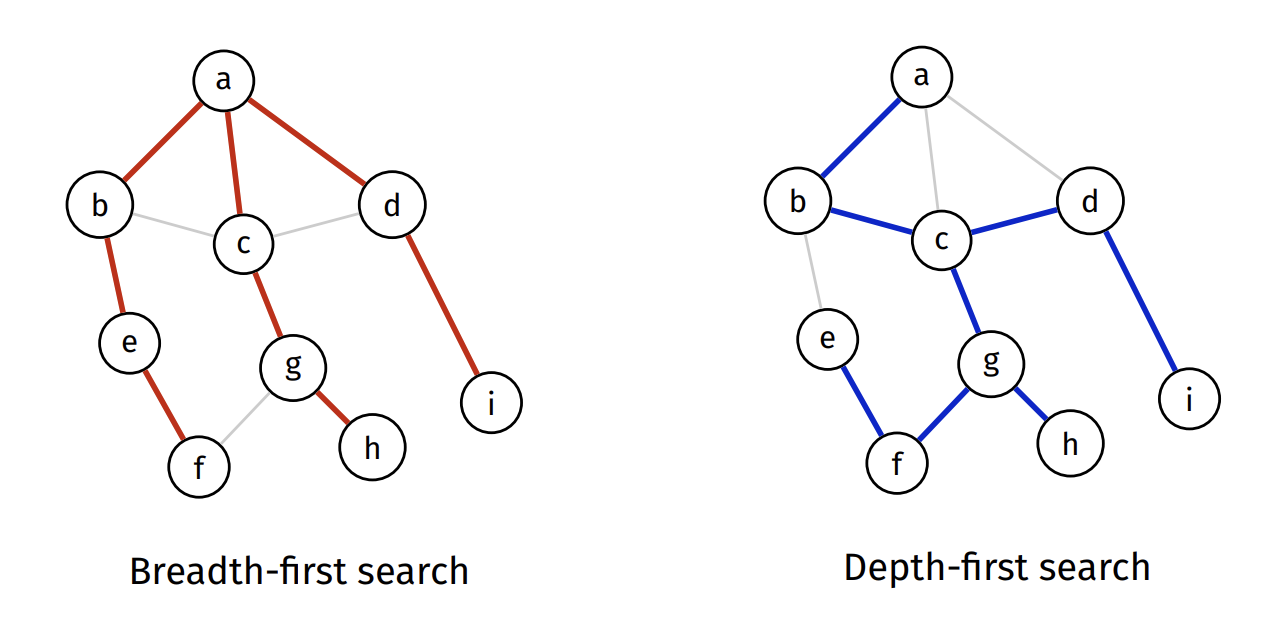 a
b
c
d
e
g
i
f
h
Breadth-first search
a
b
c
d
e
g
i
f
h
Depth-first search